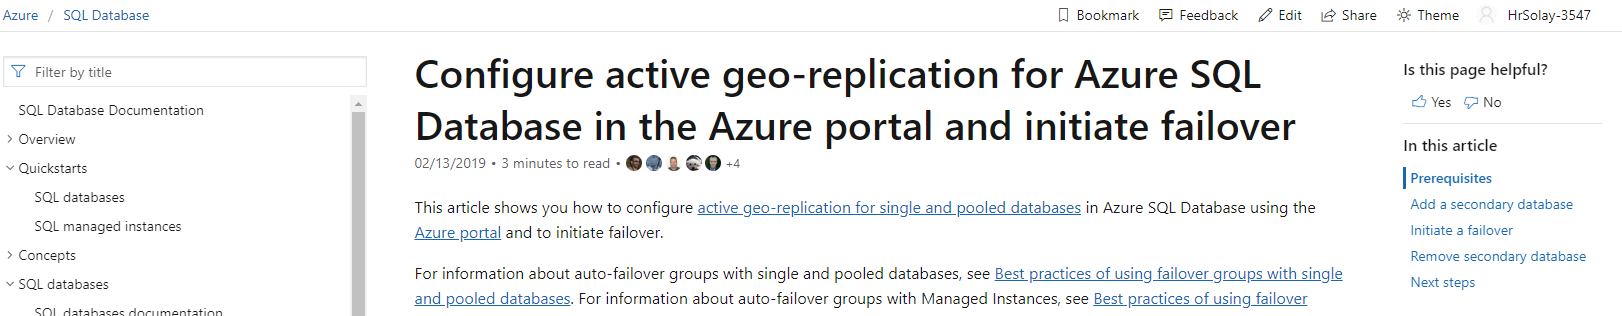 Azure / SQL Database
Bookmark Feedback Edit Share Theme HrSolay-3547
Filter by title
SQL Database Documentation
Overview
Quickstarts
SQL databases
SQL managed instances
Concepts
SQL databases
SQL databases documentation
Configure active geo-replication for Azure SQL
Database in the Azure portal and initiate failover
02/13/2019 • 3 minutes to read • +4
This article shows you how to configure active geo-replication for single and pooled databases in Azure SQL Database using the
Azure portal and to initiate failover.
For information about auto-failover groups with single and pooled databases, see Best practices of using failover groups with single
and pooled databases. For information about auto-failover groups with Managed Instances, see Best practices of using failover
Is this page helpful?
Yes No
In this article
Prerequisites
Add a secondary database
Initiate a failover
Remove secondary database
Next steps